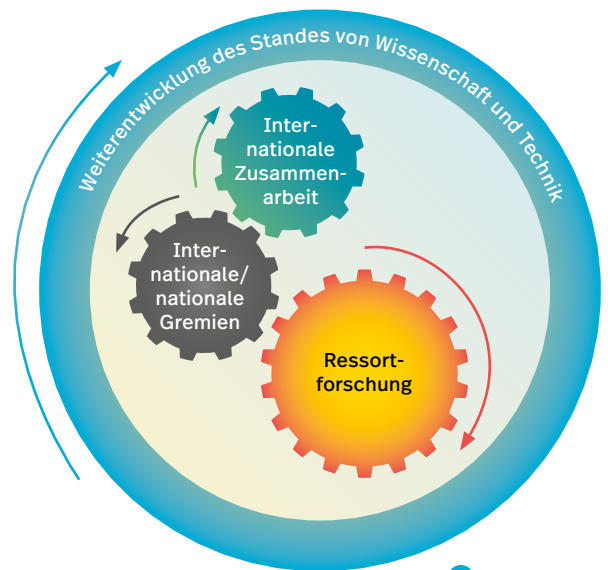 Weiterentwicklung des Standes von Wissenschaft und Technik
Inter-
nationale
Zusammen-
arbeit
Inter-
nationale/
nationale
Gremien
Ressort-
forschung